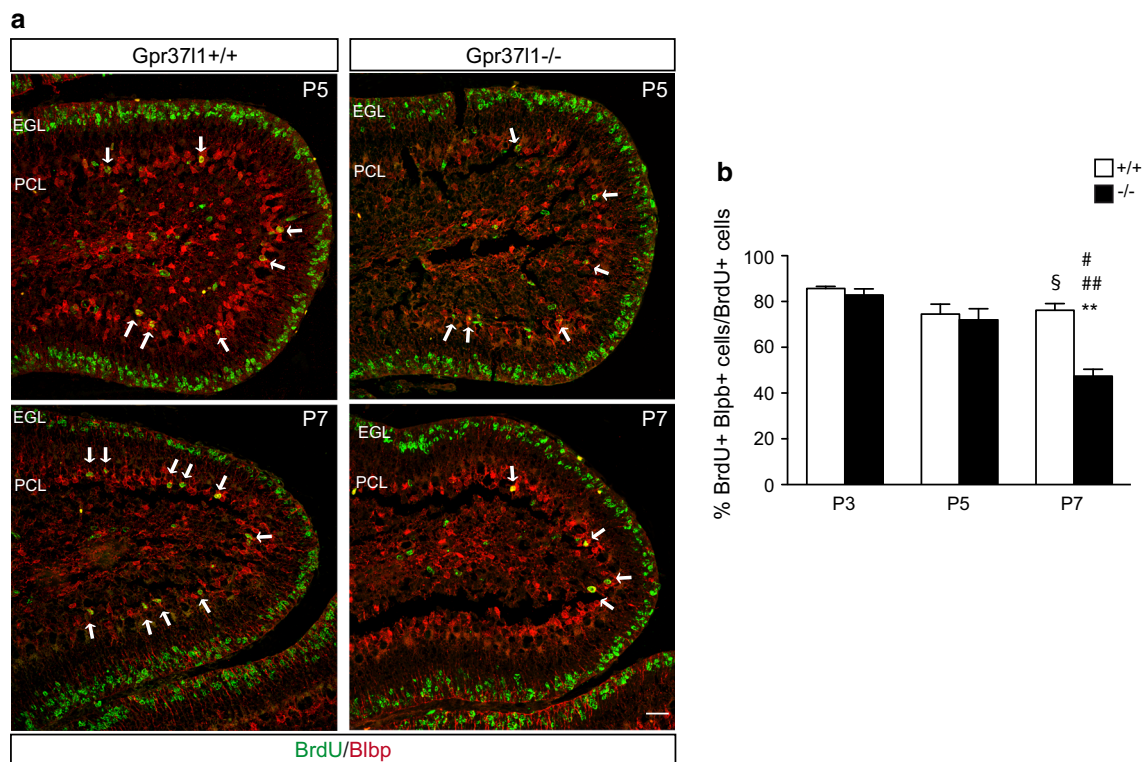 a
Gpr37l1+/+
Gpr37l1-/-
P5
EGL
PCL
P5
EGL
PCL
P7
EGL
PCL
P7
EGL
PCL
BrdU/Blbp
b
+/+
-/-
% BrdU+ Blpb+ cells/BrdU+ cells
100
80
60
40
20
0
§
#
##
**
P3
P5
P7